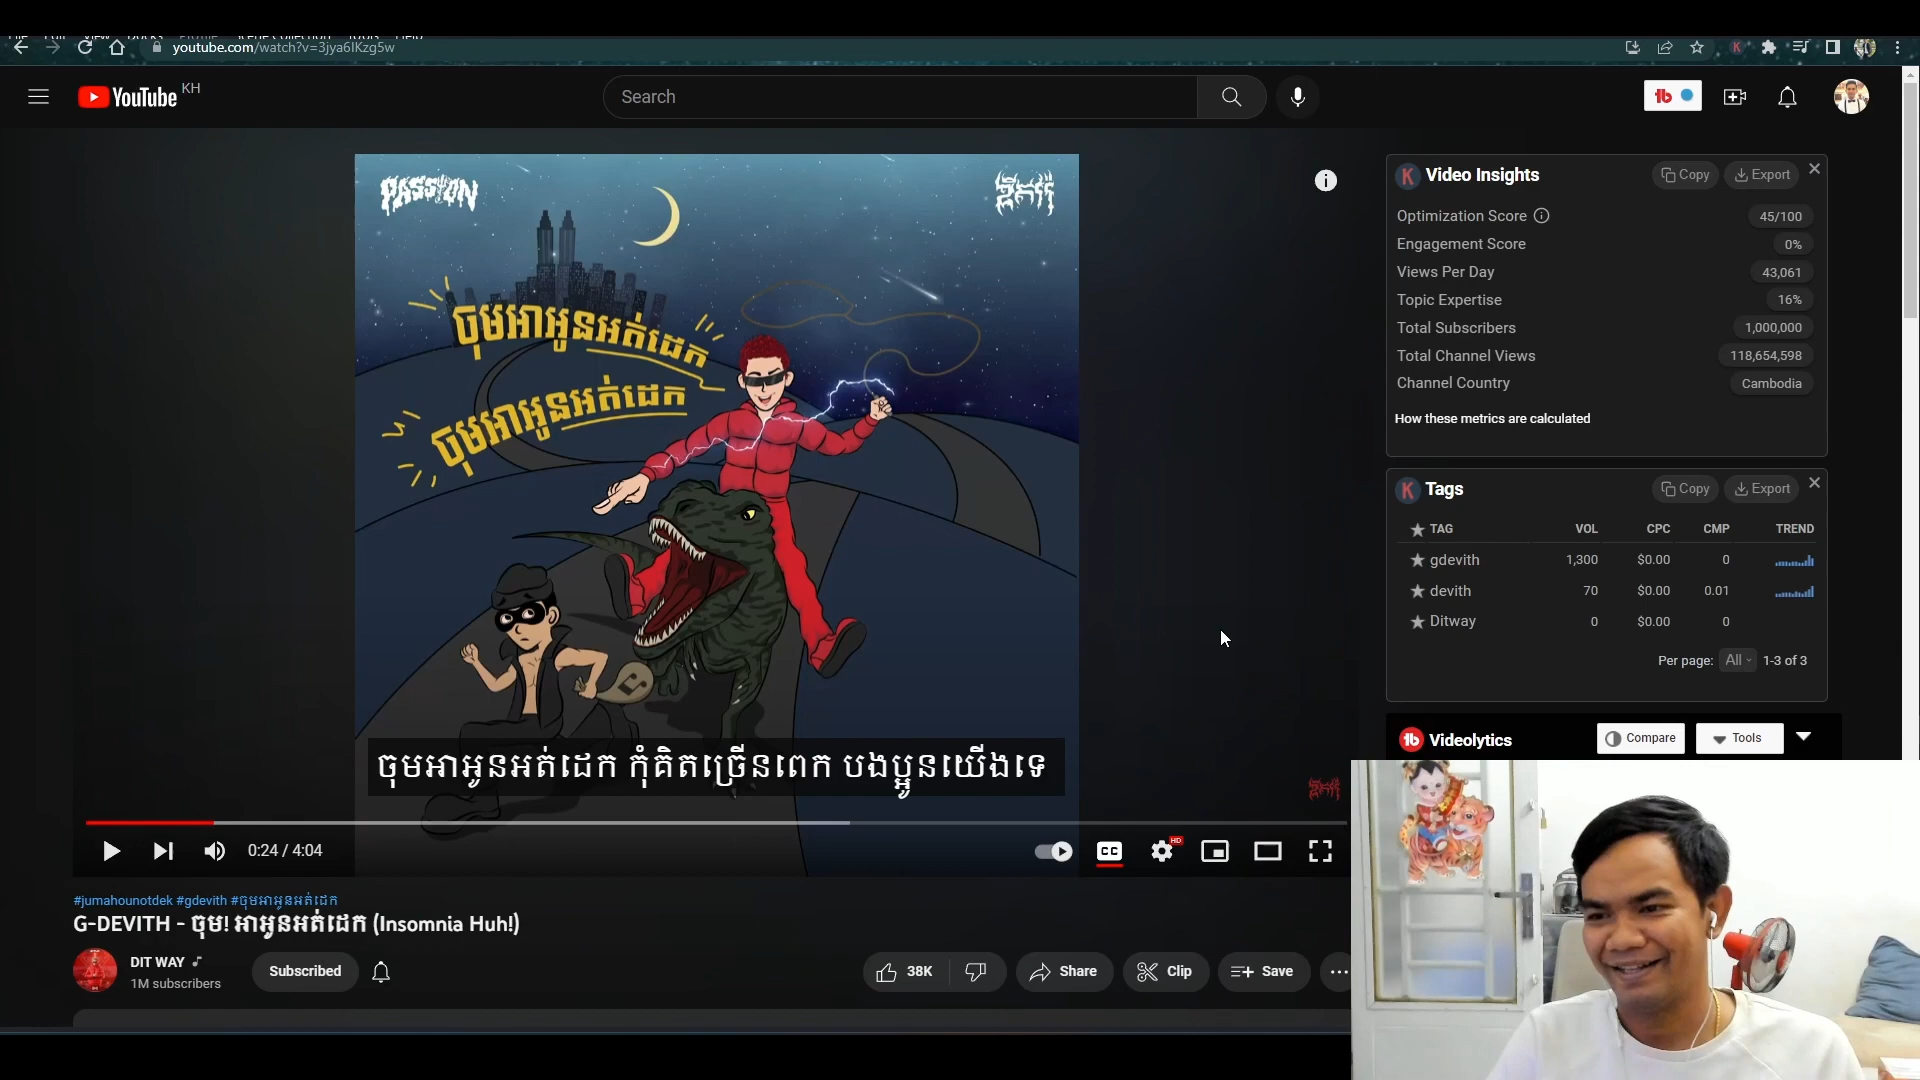 youtube.com/watch?v=3jya6IKzg5w
YouTube KH
Search
PASSION
ចុមអាអូនអត់ដេក
ចុមអាអូនអត់ដេក
ចុមអាអូនអត់ដេក កុំគិតច្រើនពេក បងប្អូនយើងទេ
0:24 / 4:04
CC
HD
#jumahounotdek #gdevith #ចុមអាអូនអត់ដេក
G-DEVITH - ចុម! អាអូនអត់ដេក (Insomnia Huh!)
DIT WAY
1M subscribers
Subscribed
38K
Share
Clip
Save
K Video Insights
Copy
Export
Optimization Score 45/100
Engagement Score 0%
Views Per Day 43,061
Topic Expertise 16%
Total Subscribers 1,000,000
Total Channel Views 118,654,598
Channel Country Cambodia
How these metrics are calculated
K Tags
Copy
Export
TAG VOL CPC CMP TREND
gdevith 1,300 $0.00 0
devith 70 $0.00 0.01
Ditway 0 $0.00 0
Per page: All 1-3 of 3
Videolytics
Compare
Tools